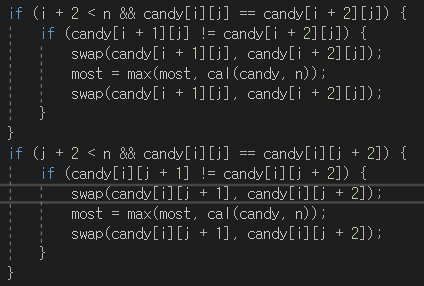 if (i + 2 < n && candy[i][j] == candy[i + 2][j]) {
if (candy[i + 1][j] != candy[i + 2][j]) {
swap(candy[i + 1][j], candy[i + 2][j]);
most = max(most, cal(candy, n));
swap(candy[i + 1][j], candy[i + 2][j]);
}
}
if (j + 2 < n && candy[i][j] == candy[i][j + 2]) {
if (candy[i][j + 1] != candy[i][j + 2]) {
swap(candy[i][j + 1], candy[i][j + 2]);
most = max(most, cal(candy, n));
swap(candy[i][j + 1], candy[i][j + 2]);
}
}